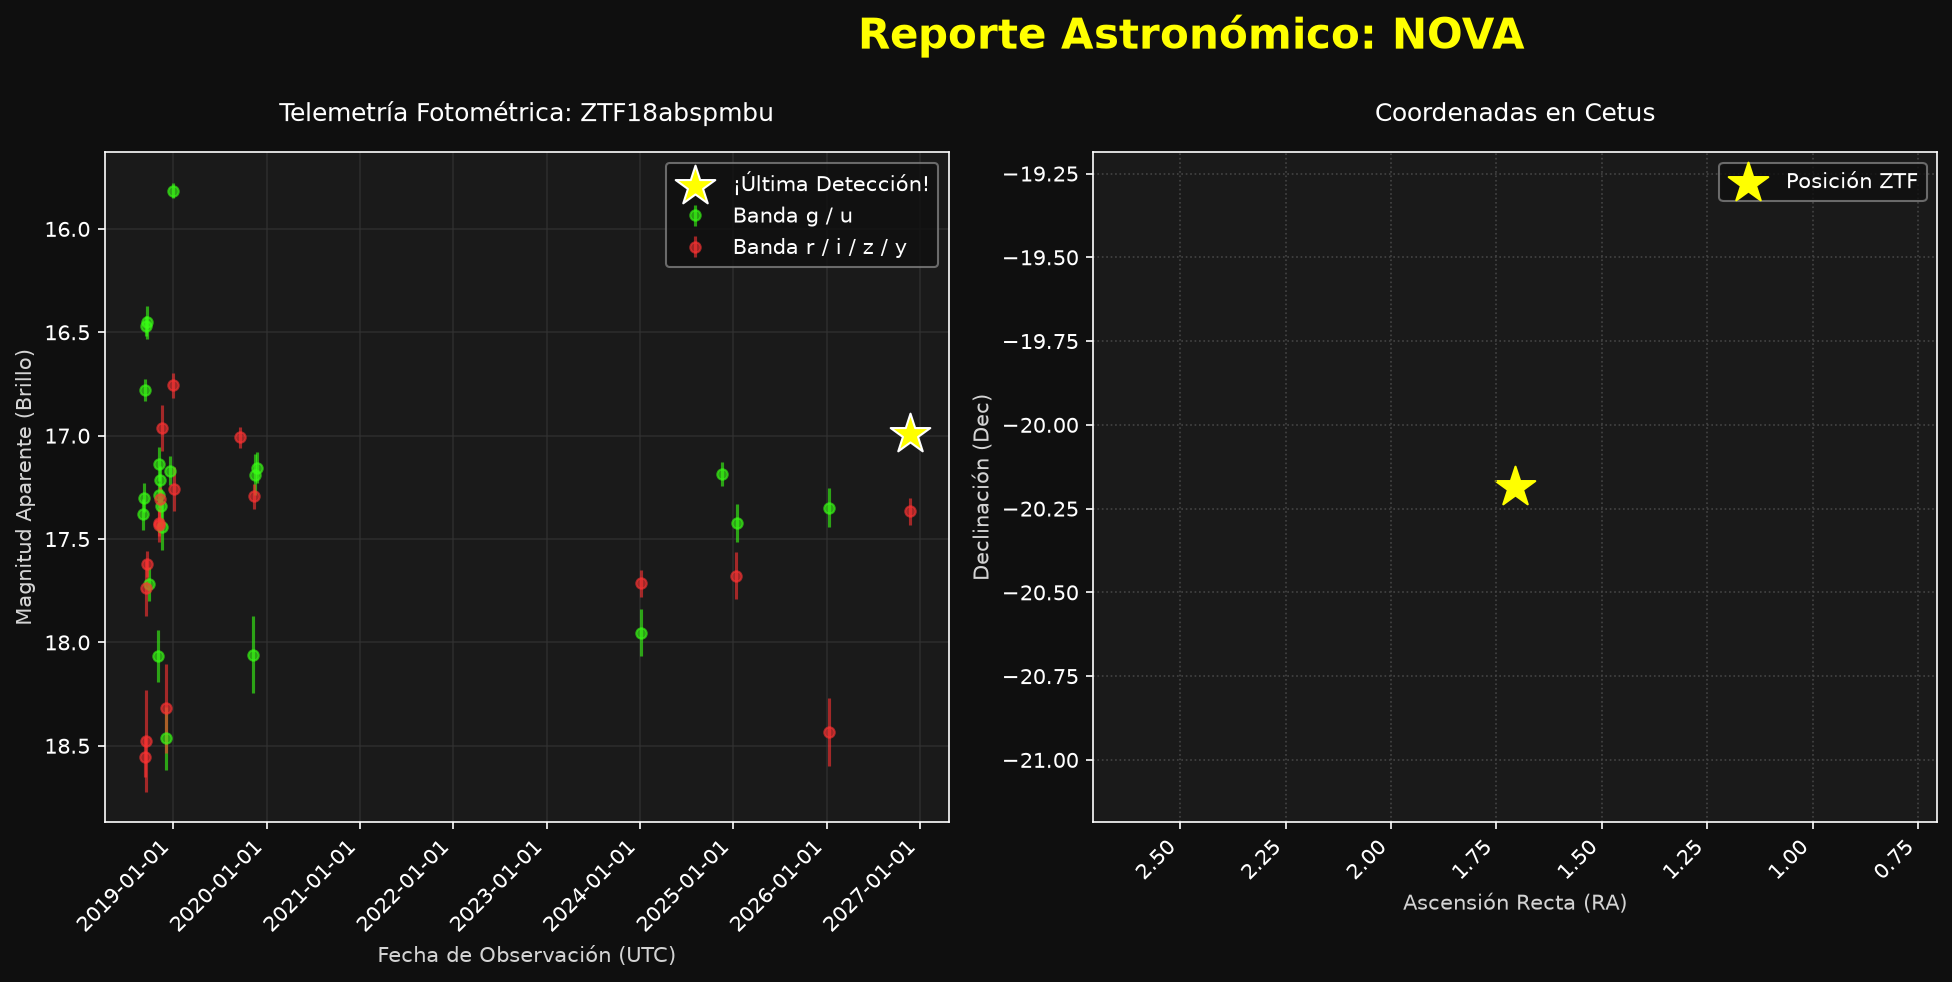 Reporte Astronómico: NOVA
Telemetría Fotométrica: ZTF18abspmbu
¡Última Detección!
Banda g / u
Banda r / i / z / y
Magnitud Aparente (Brillo)
16.0
16.5
17.0
17.5
18.0
18.5
2019-01-01
2020-01-01
2021-01-01
2022-01-01
2023-01-01
2024-01-01
2025-01-01
2026-01-01
2027-01-01
Fecha de Observación (UTC)
Coordenadas en Cetus
Posición ZTF
Declinación (Dec)
−19.25
−19.50
−19.75
−20.00
−20.25
−20.50
−20.75
−21.00
2.50
2.25
2.00
1.75
1.50
1.25
1.00
0.75
Ascensión Recta (RA)